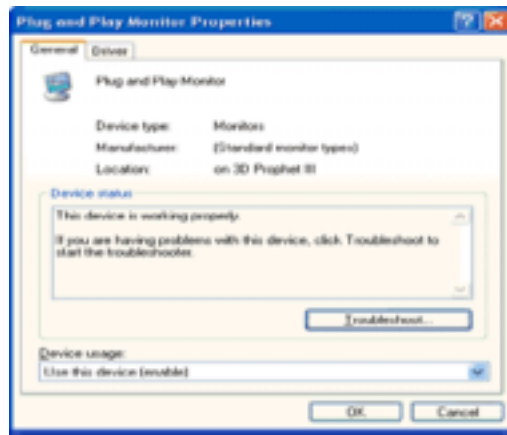 Plug and Play Monitor Properties
General Driver
Plug and Play Monitor
Device type: Monitors
Manufacturer: (Standard monitor types)
Location: on 3D Prophet III
Device status
This device is working properly.
If you are having problems with this device, click Troubleshoot to
start the troubleshooter.
Troubleshoot...
Device usage:
Use this device (enable)
OK Cancel